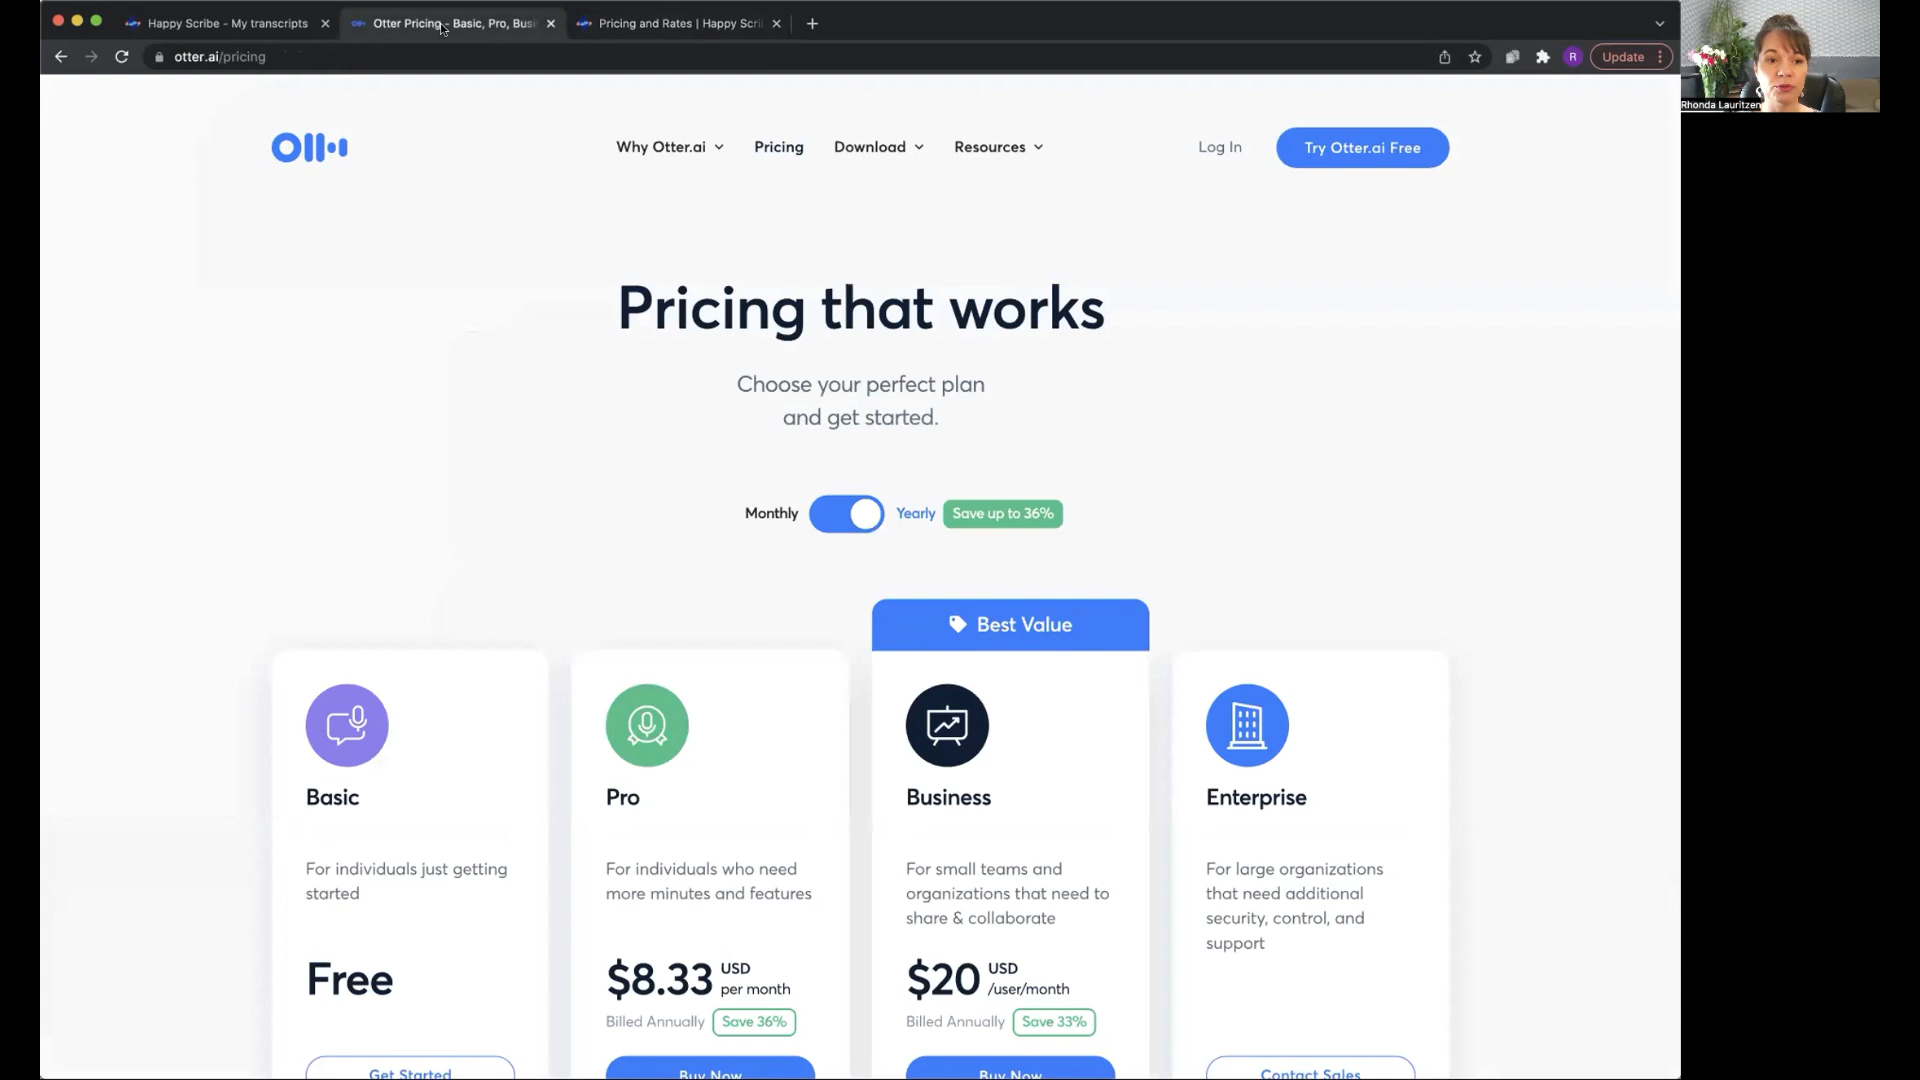 Happy Scribe - My transcripts
Otter Pricing - Basic, Pro, Busi
Pricing and Rates | Happy Scri
otter.ai/pricing
R
Update
Rhonda Lauritzen
Why Otter.ai
Pricing
Download
Resources
Log In
Try Otter.ai Free
Pricing that works
Choose your perfect plan
and get started.
Monthly
Yearly
Save up to 36%
Best Value
Basic
For individuals just getting
started
Free
Get Started
Pro
For individuals who need
more minutes and features
$8.33 USD
per month
Billed Annually
Save 36%
Buy Now
Business
For small teams and
organizations that need to
share & collaborate
$20 USD
/user/month
Billed Annually
Save 33%
Buy Now
Enterprise
For large organizations
that need additional
security, control, and
support
Contact Sales